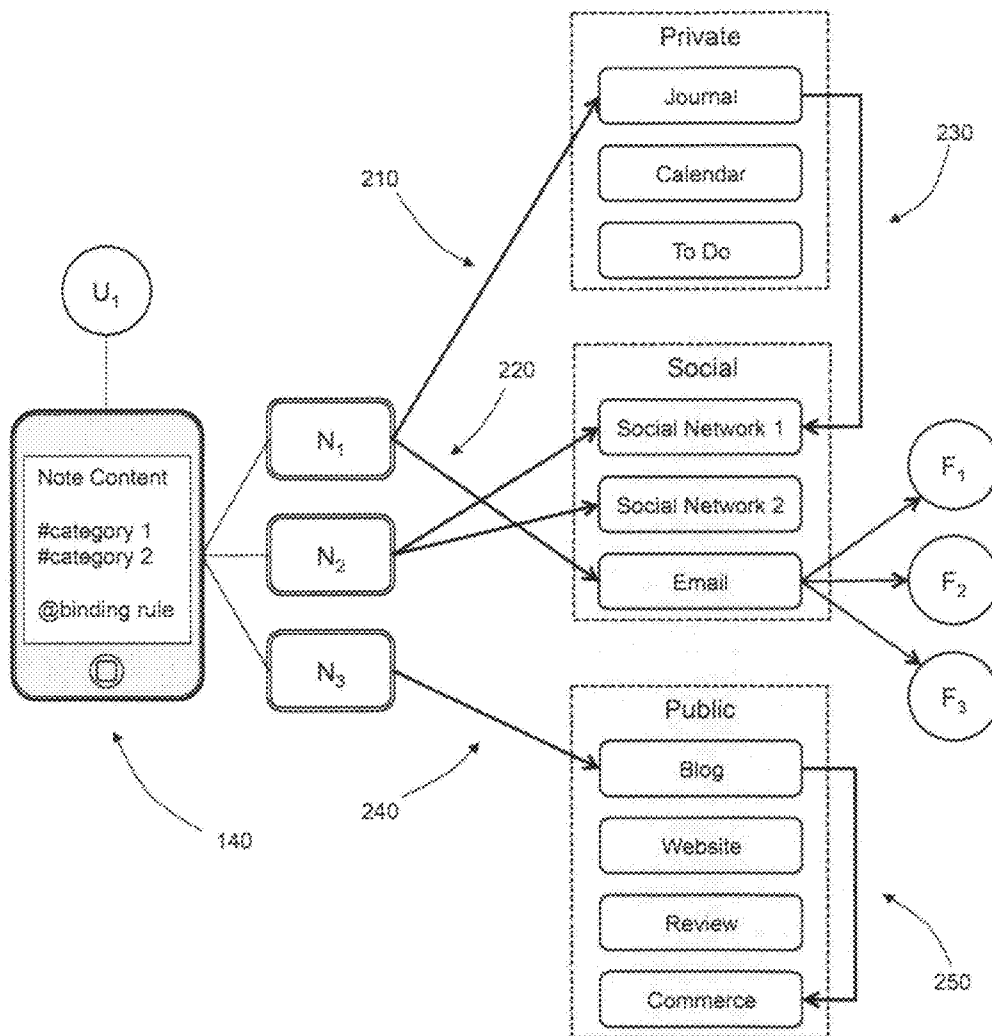 Private
Journal
Calendar
To Do
210
230
U1
Social
Social Network 1
Social Network 2
Email
220
N1
N2
N3
Note Content
#category 1
#category 2
@binding rule
F1
F2
F3
Public
Blog
Website
Review
Commerce
240
140
250